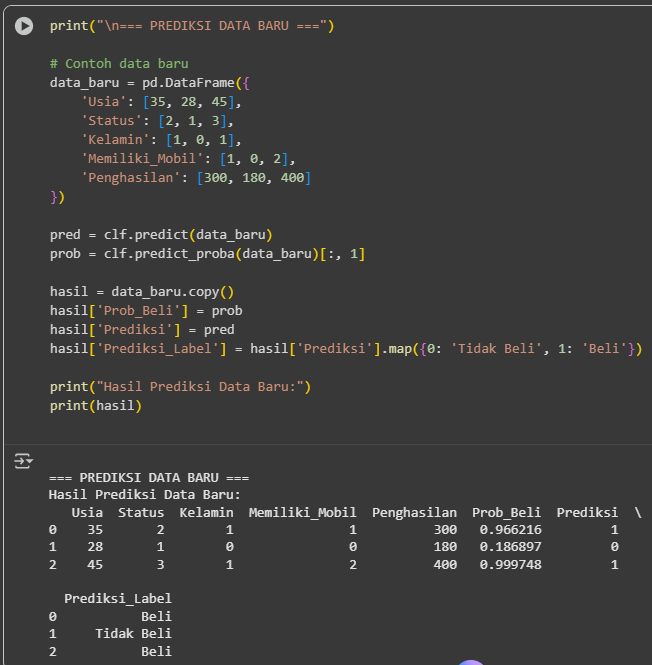 print("\n=== PREDIKSI DATA BARU ===")
# Contoh data baru
data_baru = pd.DataFrame({
    'Usia': [35, 28, 45],
    'Status': [2, 1, 3],
    'Kelamin': [1, 0, 1],
    'Memiliki_Mobil': [1, 0, 2],
    'Penghasilan': [300, 180, 400]
})
pred = clf.predict(data_baru)
prob = clf.predict_proba(data_baru)[:, 1]
hasil = data_baru.copy()
hasil['Prob_Beli'] = prob
hasil['Prediksi'] = pred
hasil['Prediksi_Label'] = hasil['Prediksi'].map({0: 'Tidak Beli', 1: 'Beli'})
print("Hasil Prediksi Data Baru:")
print(hasil)
=== PREDIKSI DATA BARU ===
Hasil Prediksi Data Baru:
   Usia  Status  Kelamin  Memiliki_Mobil  Penghasilan  Prob_Beli  Prediksi  \
0    35       2        1               1          300   0.966216         1
1    28       1        0               0          180   0.186897         0
2    45       3        1               2          400   0.999748         1
  Prediksi_Label
0           Beli
1     Tidak Beli
2           Beli